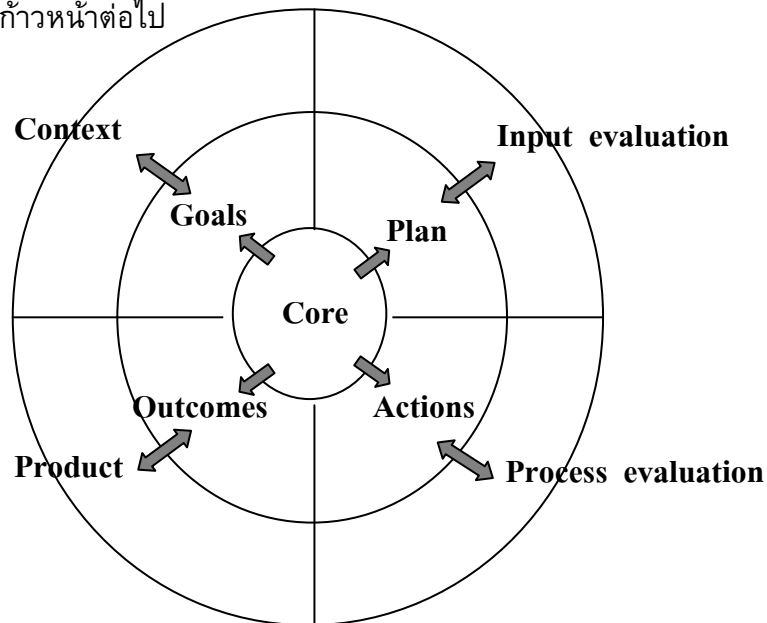 ก้าวหน้าต่อไป
Context
Input evaluation
Goals
Plan
Core
Outcomes
Actions
Product
Process evaluation